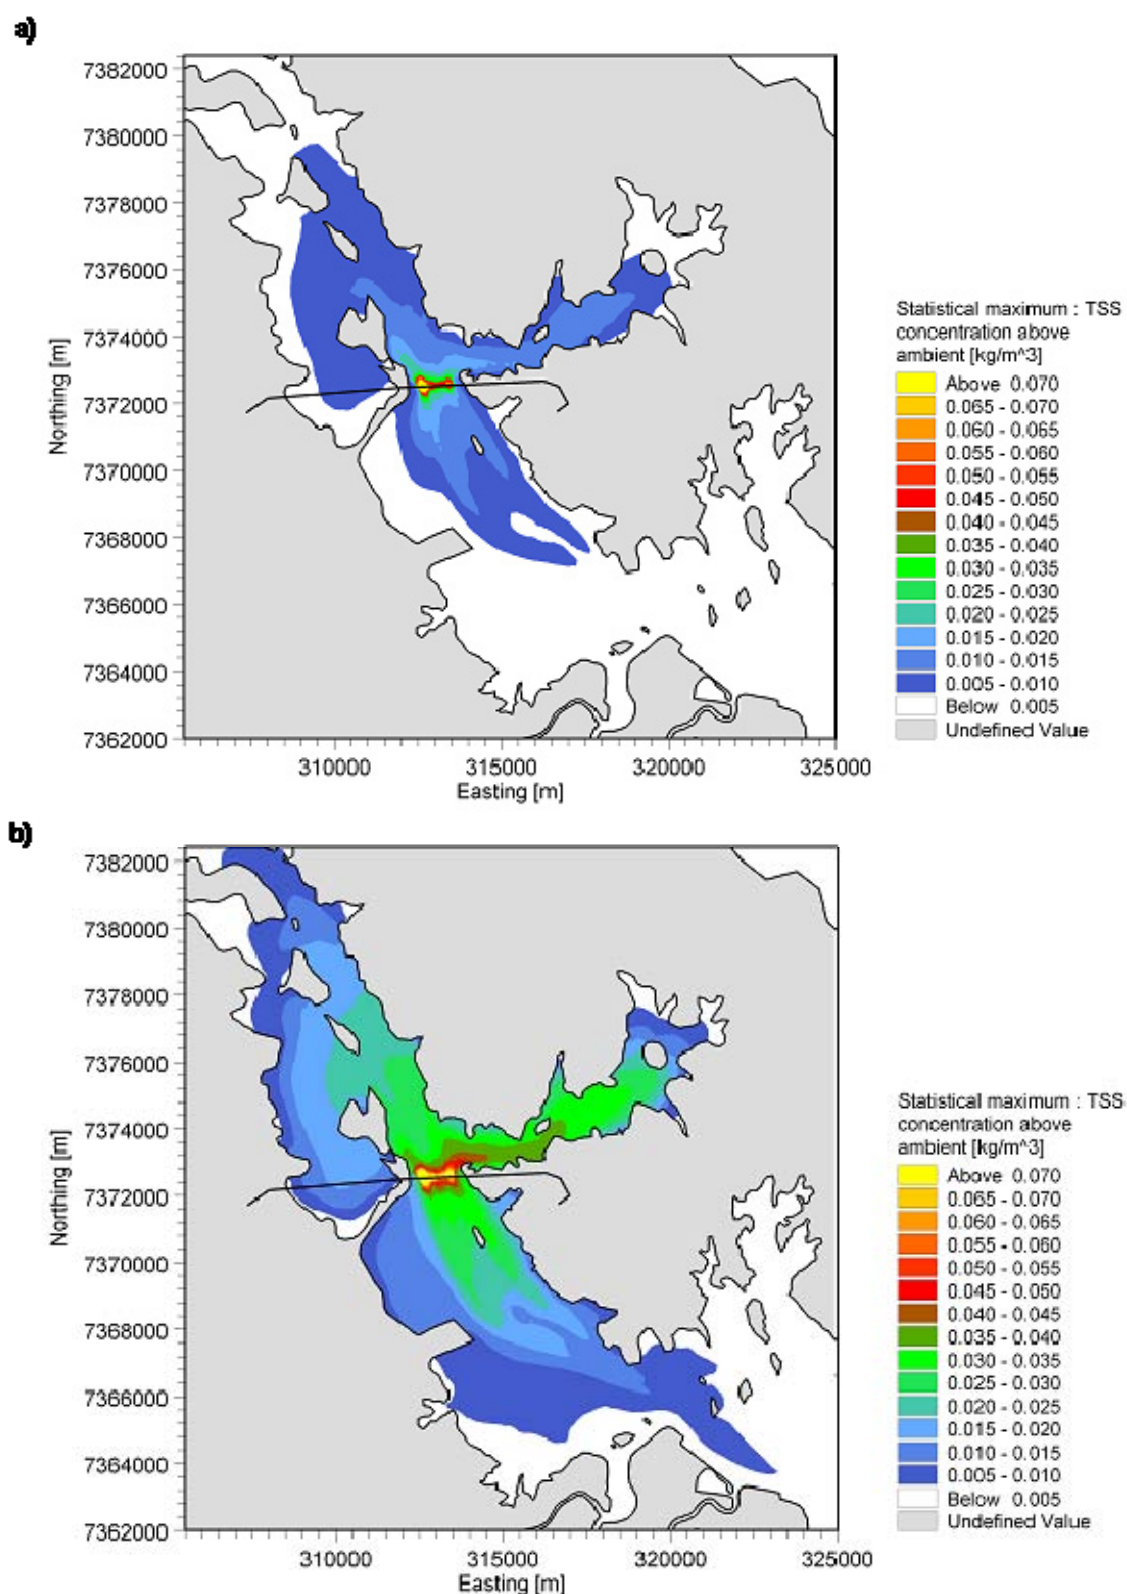 a)
7382000
7380000
7378000
7376000
7374000
7372000
7370000
7368000
7366000
7364000
7362000
Northing [m]
310000 315000 320000 325000
Easting [m]
Statistical maximum : TSS
concentration above
ambient [kg/m^3]
Above 0.070
0.065 - 0.070
0.060 - 0.065
0.055 - 0.060
0.050 - 0.055
0.045 - 0.050
0.040 - 0.045
0.035 - 0.040
0.030 - 0.035
0.025 - 0.030
0.020 - 0.025
0.015 - 0.020
0.010 - 0.015
0.005 - 0.010
Below 0.005
Undefined Value
b)
7382000
7380000
7378000
7376000
7374000
7372000
7370000
7368000
7366000
7364000
7362000
Northing [m]
310000 315000 320000 325000
Easting [m]
Statistical maximum : TSS
concentration above
ambient [kg/m^3]
Above 0.070
0.065 - 0.070
0.060 - 0.065
0.055 - 0.060
0.050 - 0.055
0.045 - 0.050
0.040 - 0.045
0.035 - 0.040
0.030 - 0.035
0.025 - 0.030
0.020 - 0.025
0.015 - 0.020
0.010 - 0.015
0.005 - 0.010
Below 0.005
Undefined Value